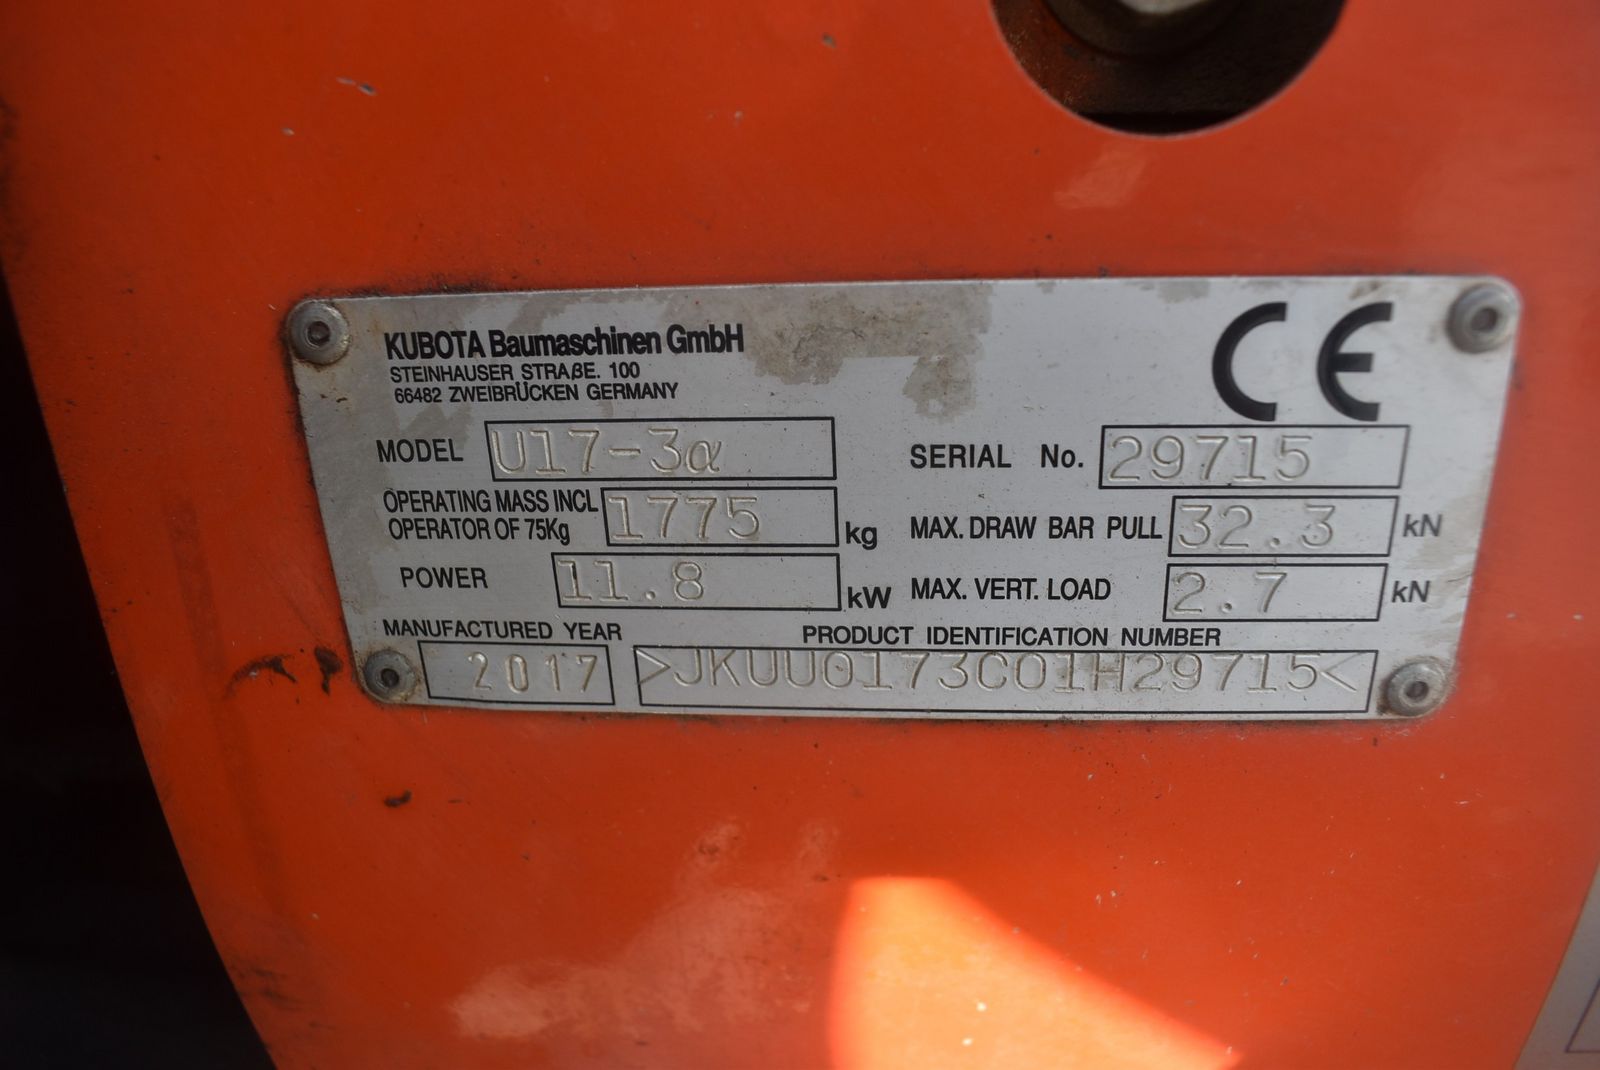 KUBOTA Baumaschinen GmbH
STEINHAUSER STRAßE. 100
66482 ZWEIBRÜCKEN GERMANY
CE
MODEL U17-3α
SERIAL No. 29715
OPERATING MASS INCL
OPERATOR OF 75Kg 1775 kg
MAX. DRAW BAR PULL 32.3 kN
POWER 11.8 kW
MAX. VERT. LOAD 2.7 kN
MANUFACTURED YEAR
2017
PRODUCT IDENTIFICATION NUMBER
>JKUU0173C01H29715<